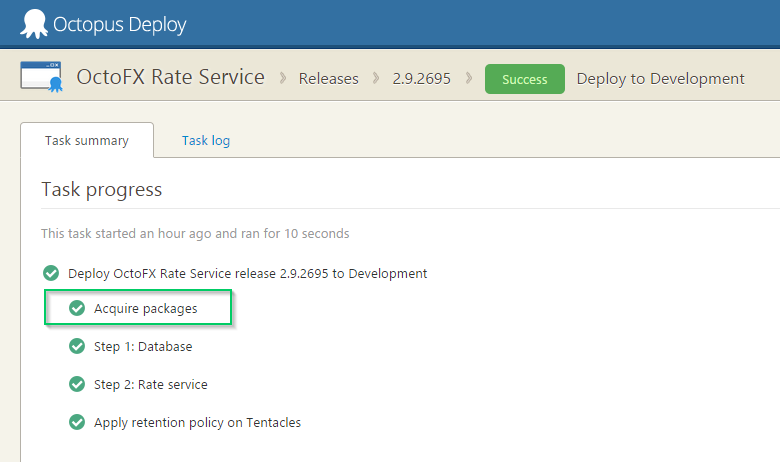 Octopus Deploy
OctoFX Rate Service Releases 2.9.2695 Success Deploy to Development
Task summary Task log
Task progress
This task started an hour ago and ran for 10 seconds
Deploy OctoFX Rate Service release 2.9.2695 to Development
Acquire packages
Step 1: Database
Step 2: Rate service
Apply retention policy on Tentacles